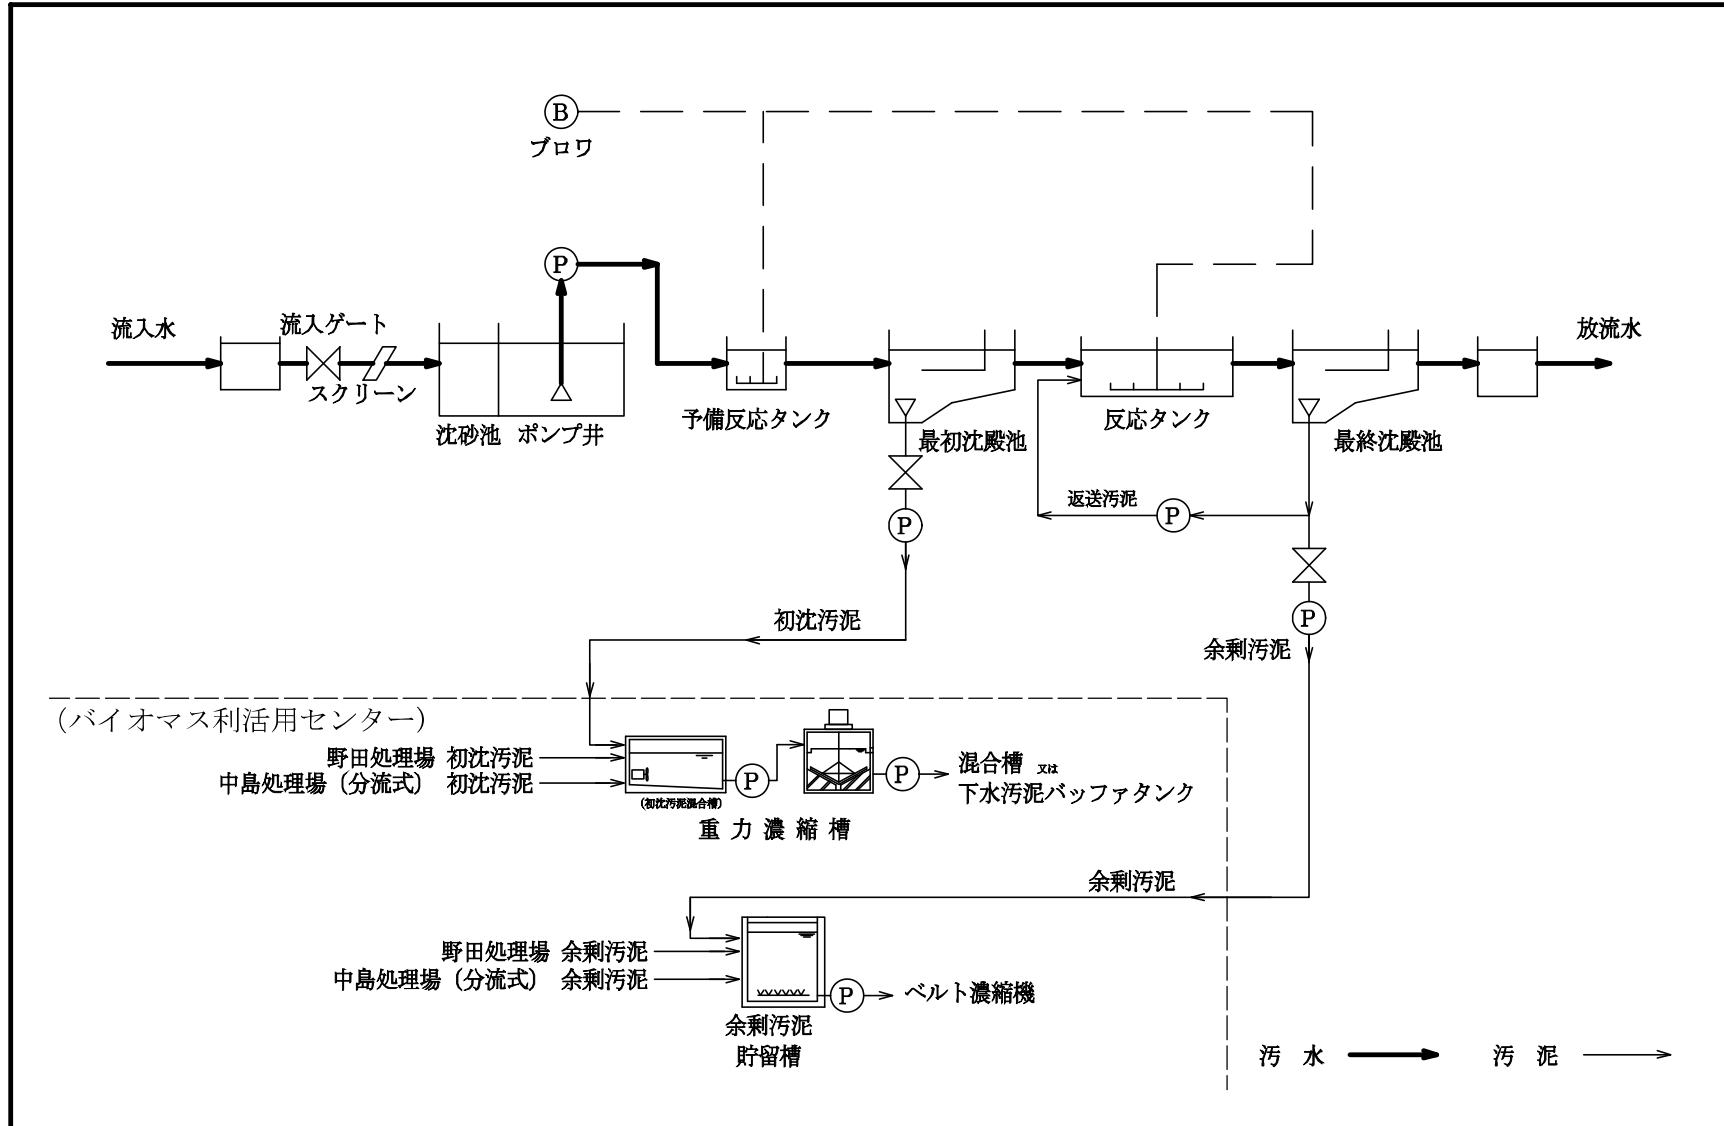 B
ブロワ
P
流入水
流入ゲート
スクリーン
沈砂池 ポンプ井
予備反応タンク
最初沈殿池
反応タンク
最終沈殿池
放流水
返送汚泥
P
P
P
初沈汚泥
余剰汚泥
(バイオマス利活用センター)
野田処理場 初沈汚泥
中島処理場(分流式) 初沈汚泥
P
P
(初沈汚泥混合槽)
重力濃縮槽
混合槽 又は
下水汚泥バッファタンク
余剰汚泥
野田処理場 余剰汚泥
中島処理場(分流式) 余剰汚泥
P
ベルト濃縮機
余剰汚泥
貯留槽
汚 水
汚 泥